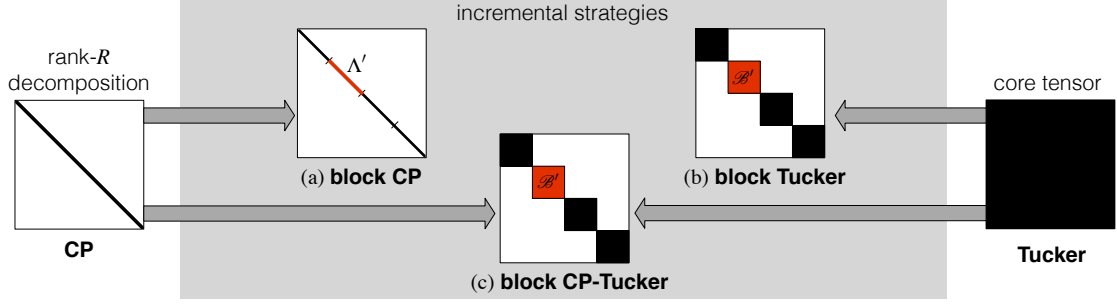 incremental strategies
rank-R
decomposition
Λ′
ℬ′
core tensor
(a) block CP
ℬ′
(b) block Tucker
CP
(c) block CP-Tucker
Tucker